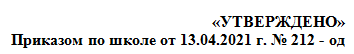 «УТВЕРЖДЕНО»
Приказом по школе от 13.04.2021 г. № 212 - од